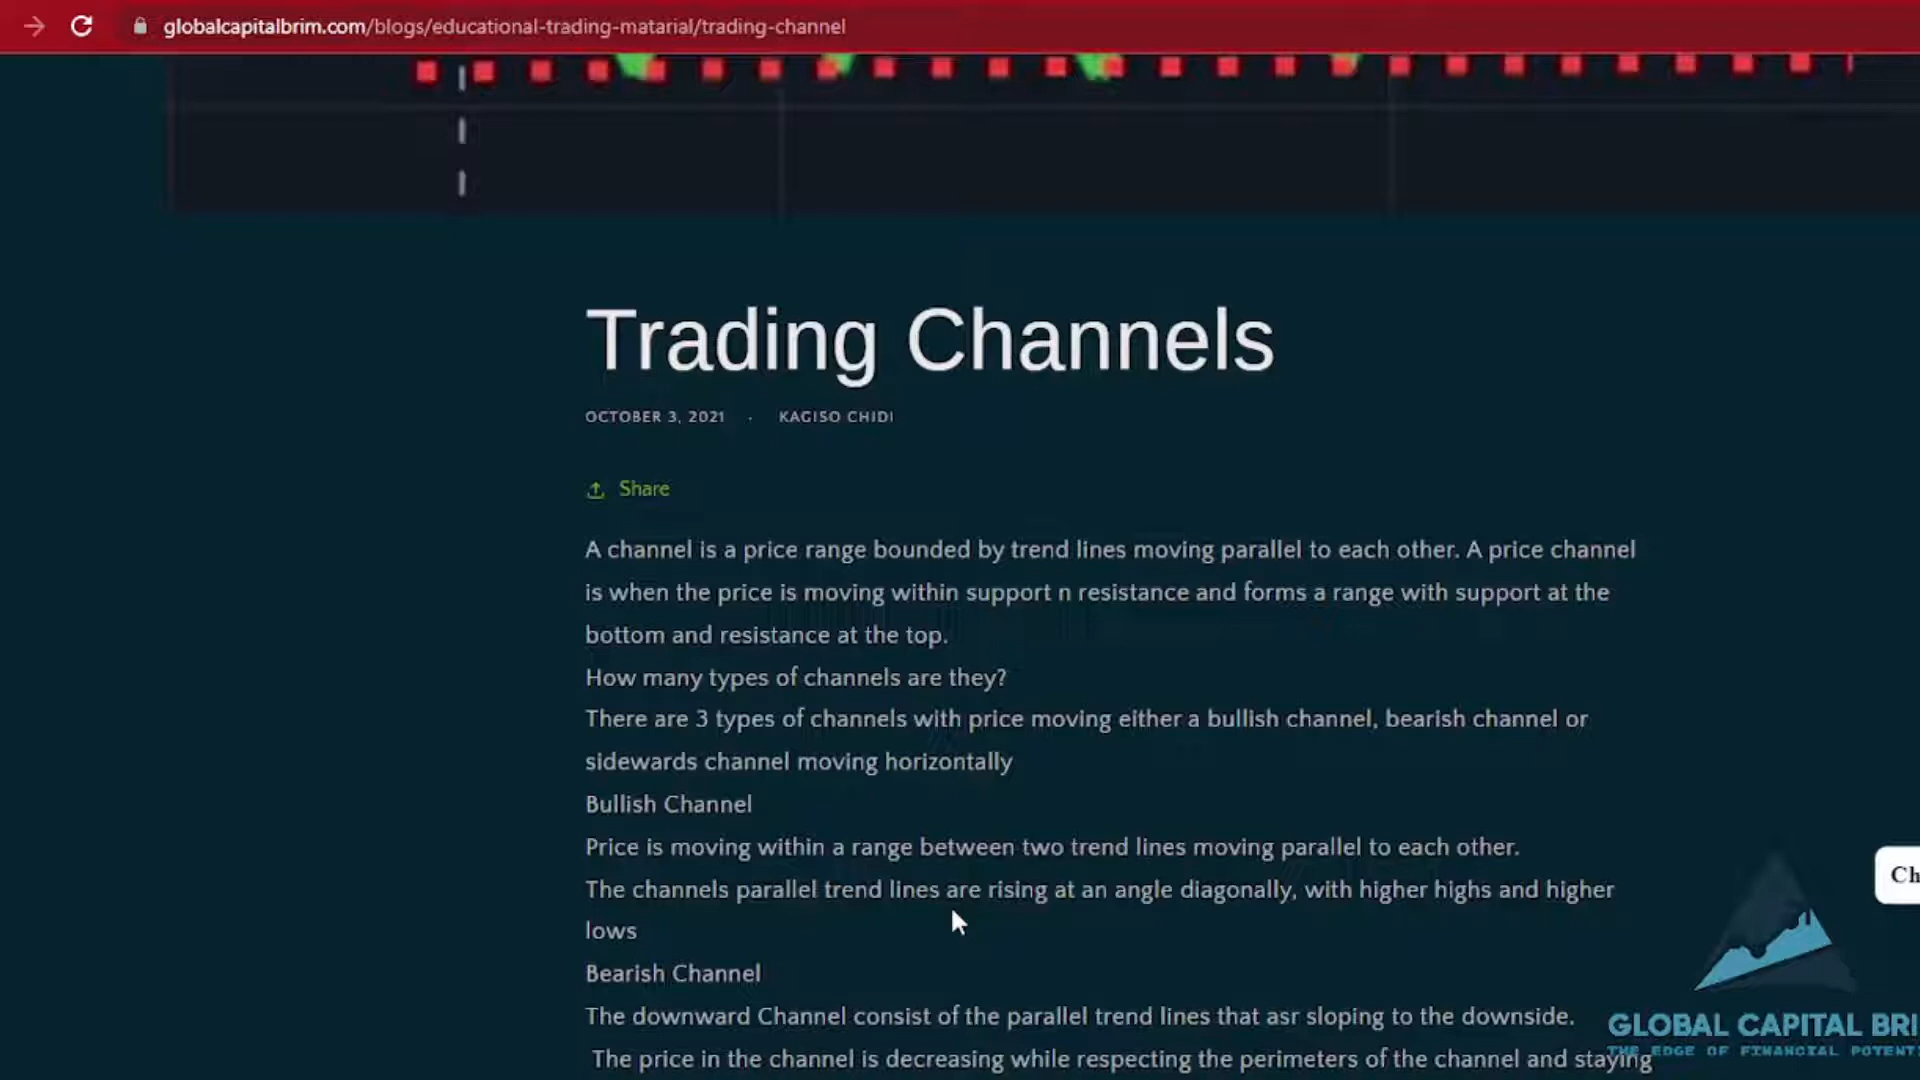 globalcapitalbrim.com/blogs/educational-trading-matarial/trading-channel
Trading Channels
OCTOBER 3, 2021 · KAGISO CHIDI
Share
A channel is a price range bounded by trend lines moving parallel to each other. A price channel
is when the price is moving within support n resistance and forms a range with support at the
bottom and resistance at the top.
How many types of channels are they?
There are 3 types of channels with price moving either a bullish channel, bearish channel or
sidewards channel moving horizontally
Bullish Channel
Price is moving within a range between two trend lines moving parallel to each other.
The channels parallel trend lines are rising at an angle diagonally, with higher highs and higher
lows
Ch
Bearish Channel
The downward Channel consist of the parallel trend lines that asr sloping to the downside.
The price in the channel is decreasing while respecting the perimeters of the channel and staying
GLOBAL CAPITAL BRI
THE EDGE OF FINANCIAL POTENTI